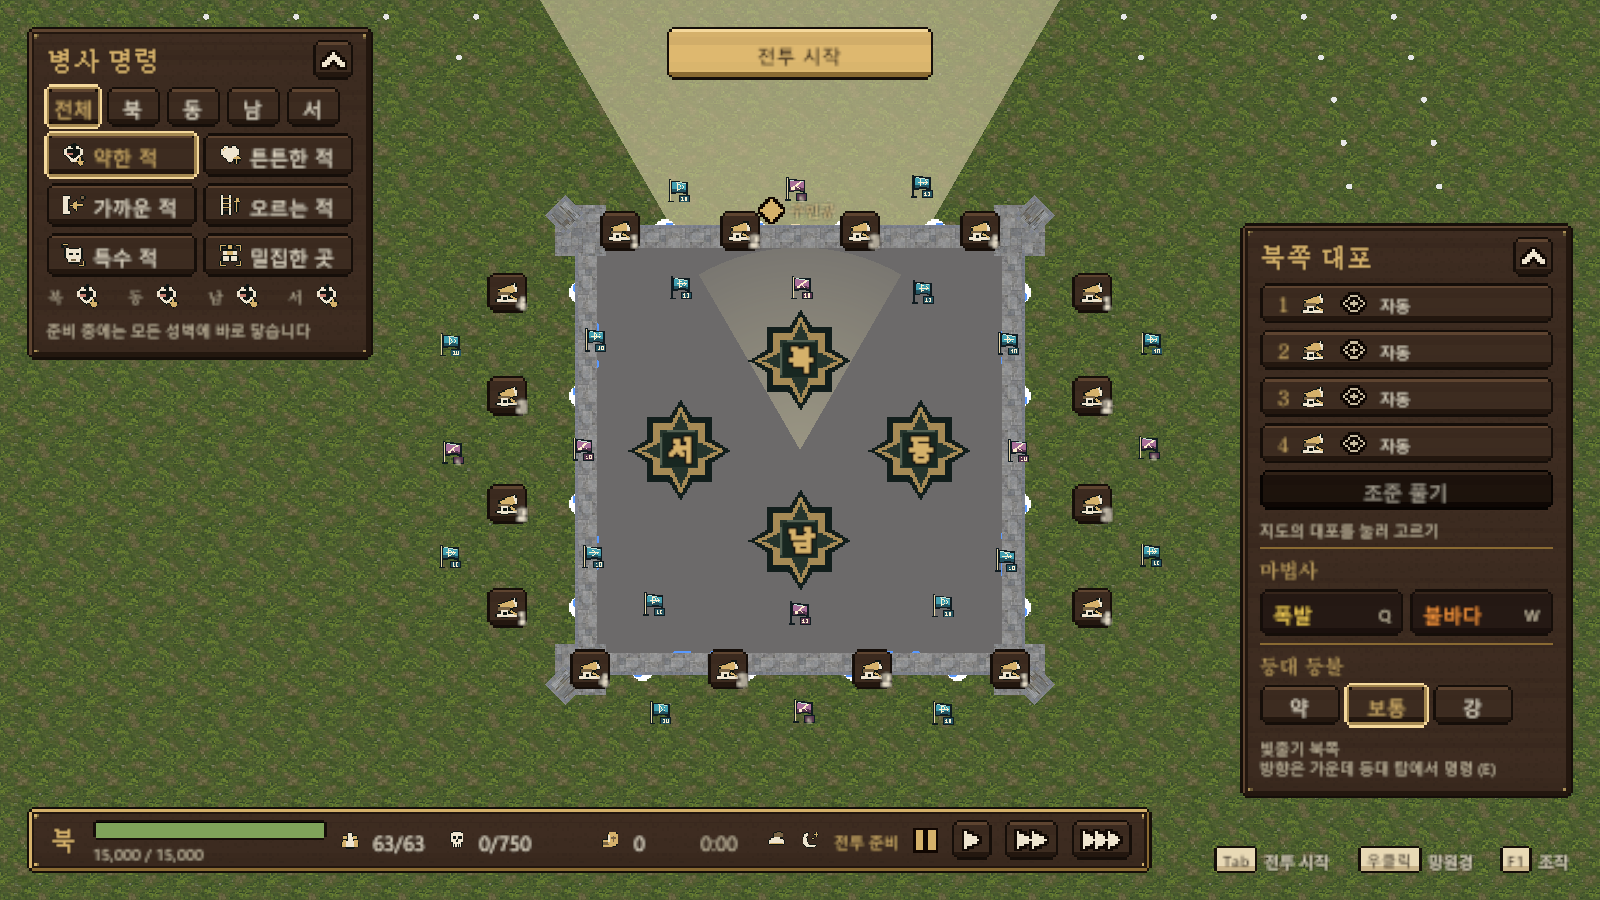 전투 시작
병사 명령
전체 북 동 남 서
약한 적 튼튼한 적
가까운 적 오르는 적
특수 적 밀집한 곳
북 동 남 서
준비 중에는 모든 성벽에 바로 닿습니다
북
서
동
남
북쪽 대포
1 자동
2 자동
3 자동
4 자동
조준 풀기
지도의 대포를 눌러 고르기
마법사
폭발 Q 불바다 W
등대 등불
약 보통 강
빛줄기 북쪽
방향은 가운데 등대 탑에서 명령 (E)
북 15,000 / 15,000 63/63 0/750 0 0:00 전투 준비
Tab 전투 시작 우클릭 망원경 F1 조작